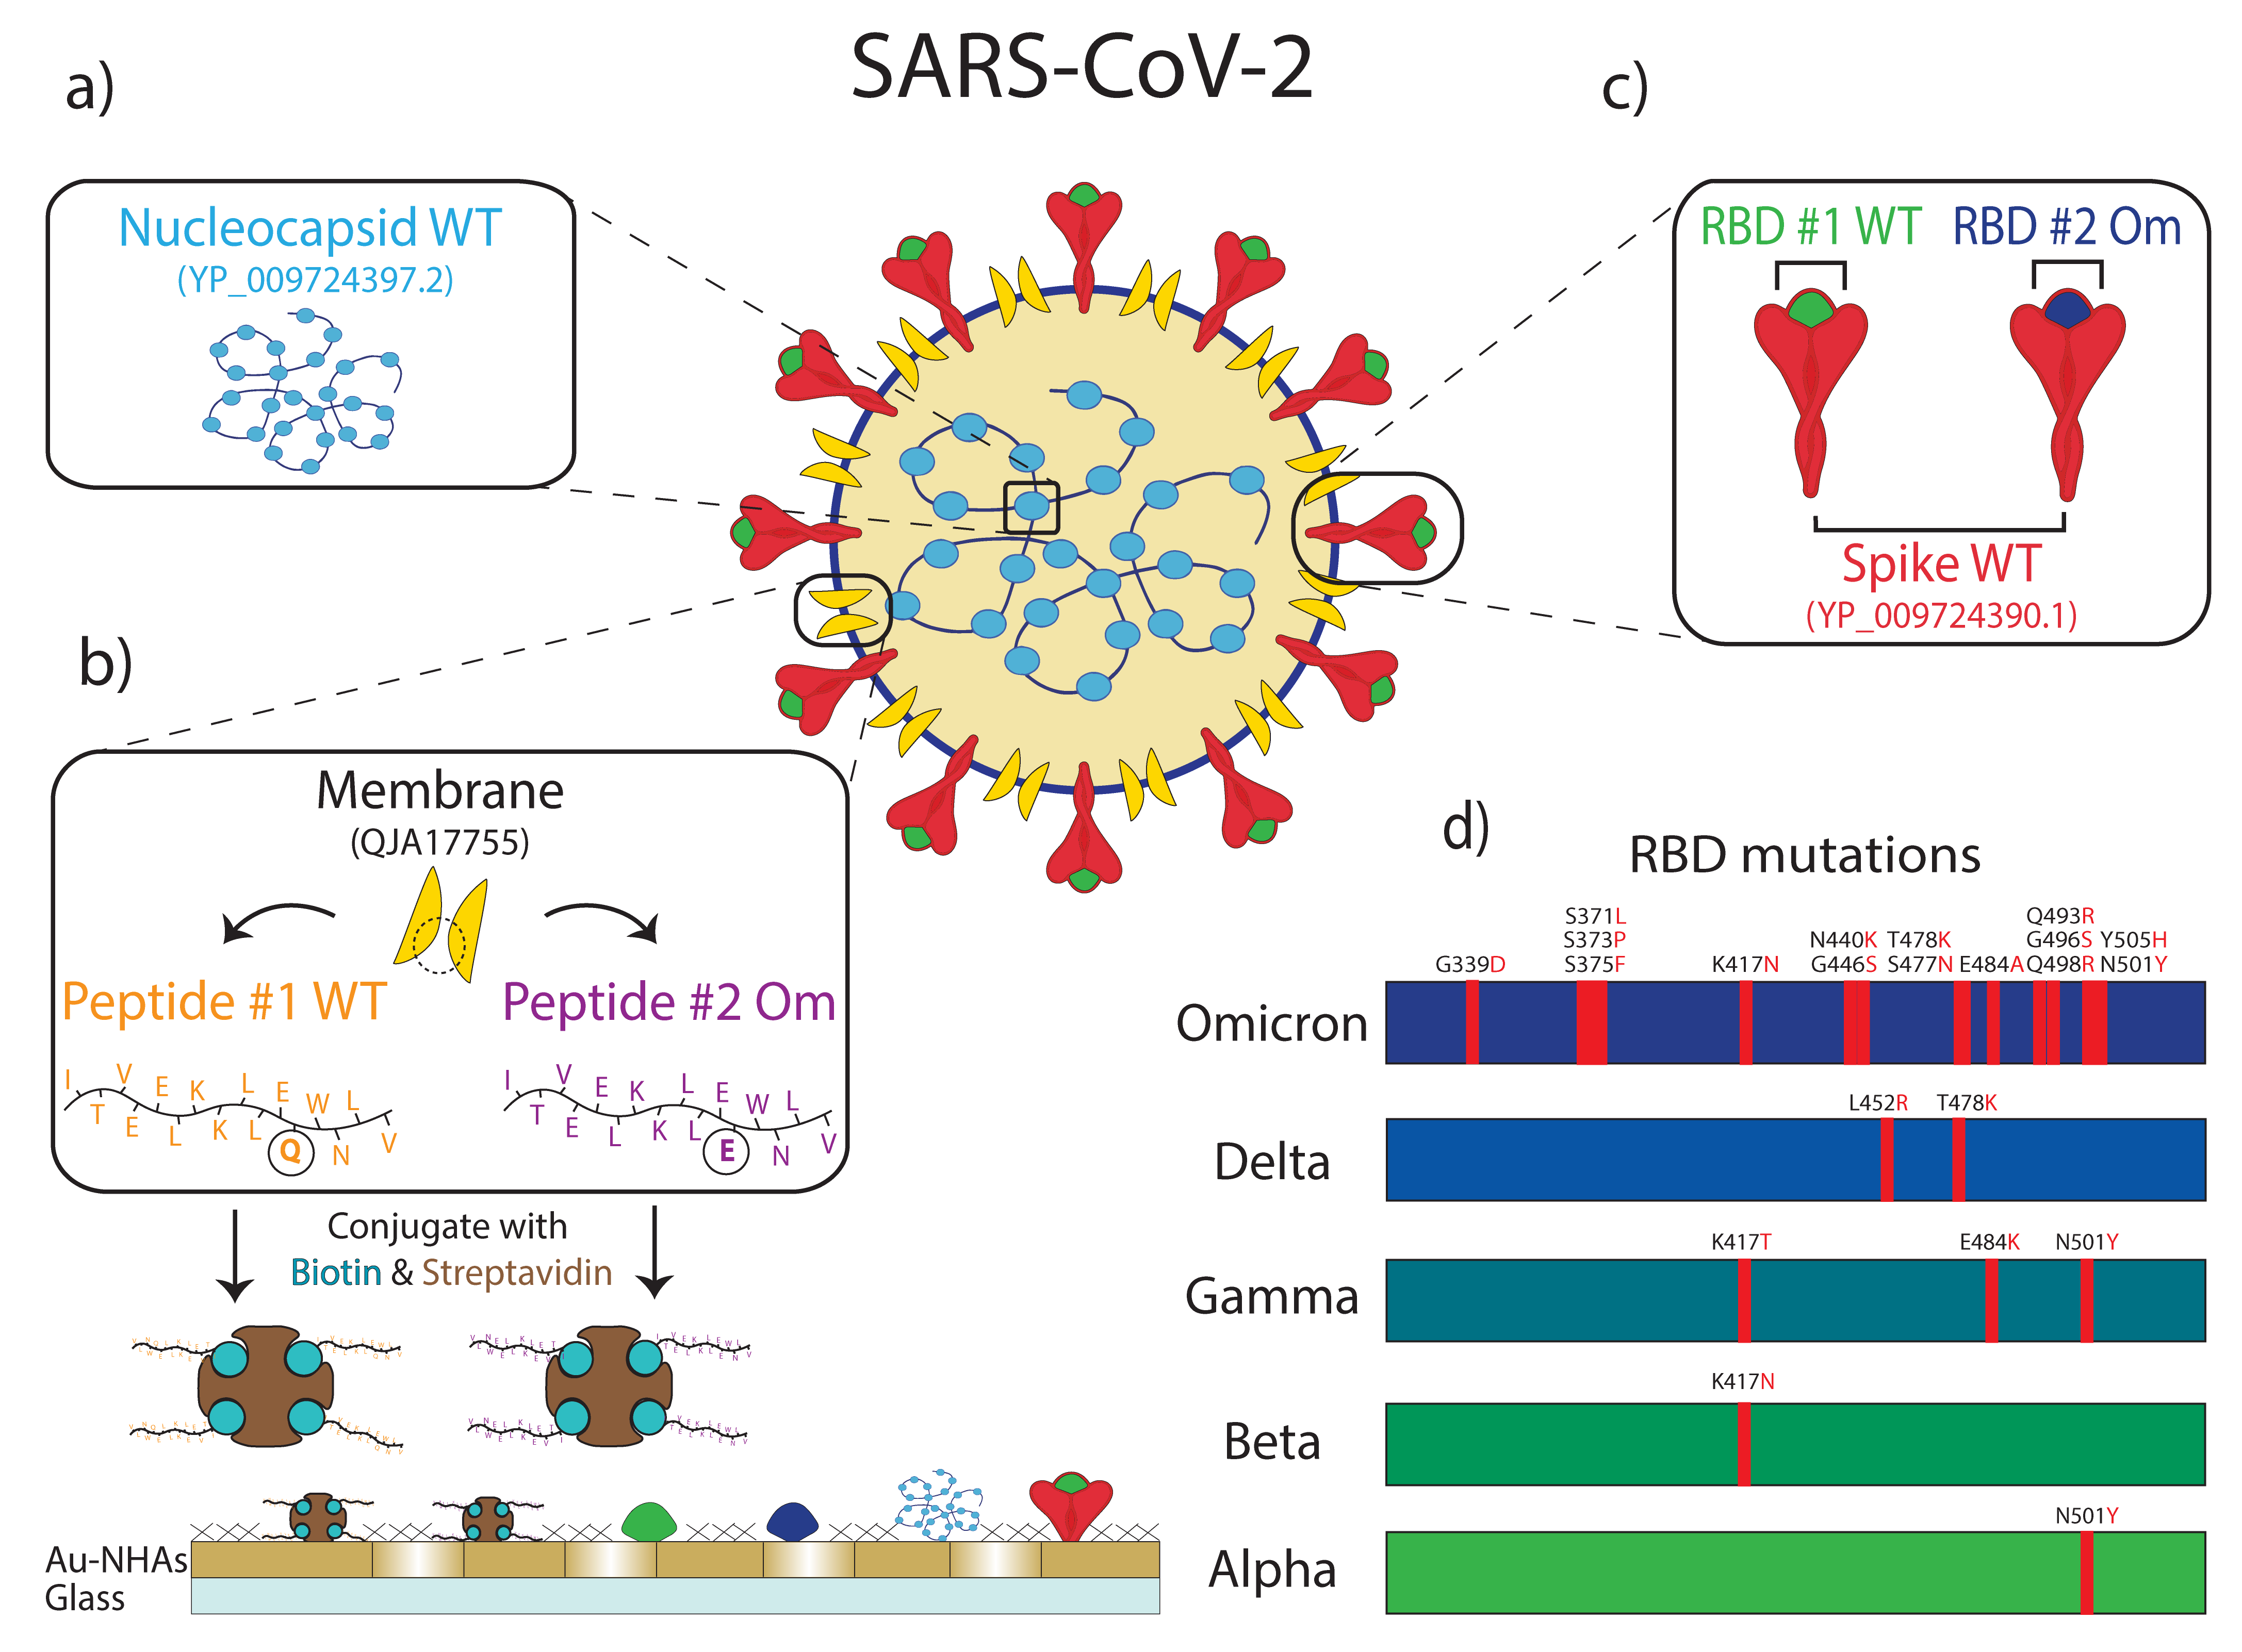 SARS-CoV-2
a)
Nucleocapsid WT
(YP_009724397.2)
c)
RBD #1 WT
RBD #2 Om
Spike WT
(YP_009724390.1)
b)
Membrane
(QJA17755)
Peptide #1 WT
Peptide #2 Om
I V E K L E W L
T E L K L Q N V
I V E K L E W L
T E L K L E N V
Conjugate with
Biotin & Streptavidin
Au-NHAs
Glass
d)
RBD mutations
S371L Q493R
S373P N440K T478K G496S Y505H
G339D S375F K417N G446S S477N E484A Q498R N501Y
Omicron
L452R T478K
Delta
K417T E484K N501Y
Gamma
K417N
Beta
N501Y
Alpha